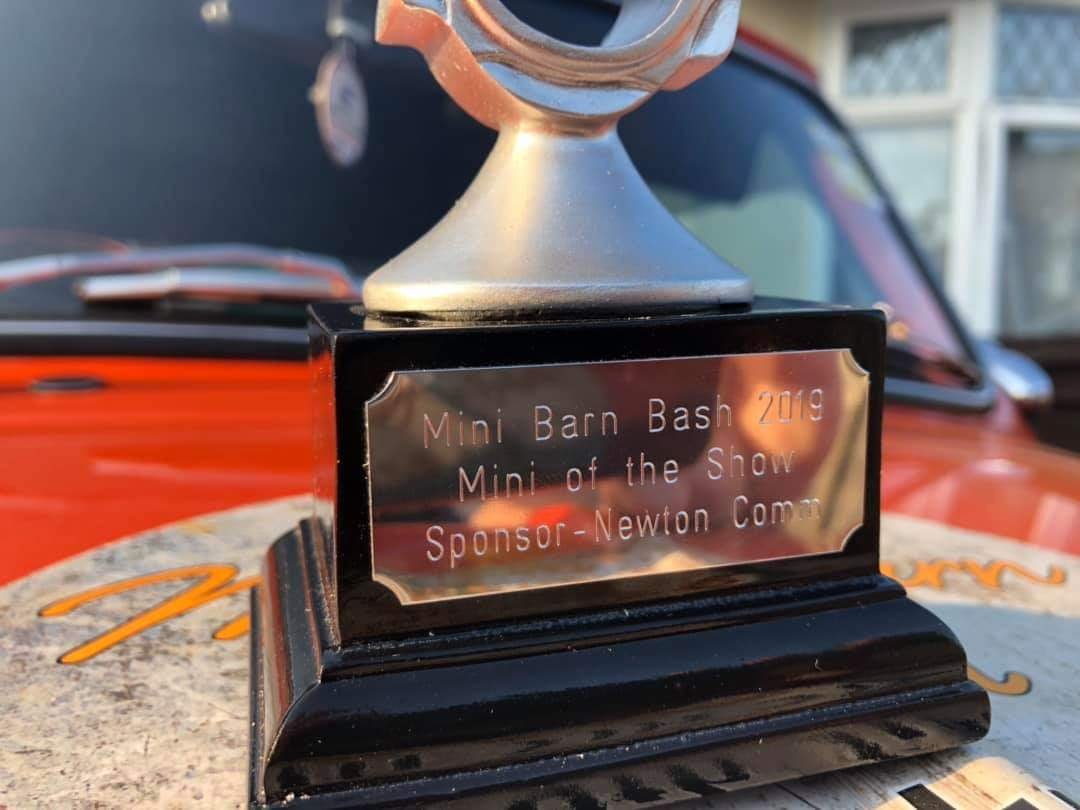 Mini Barn Bash 2019
Mini of the Show
Sponsor-Newton Comm